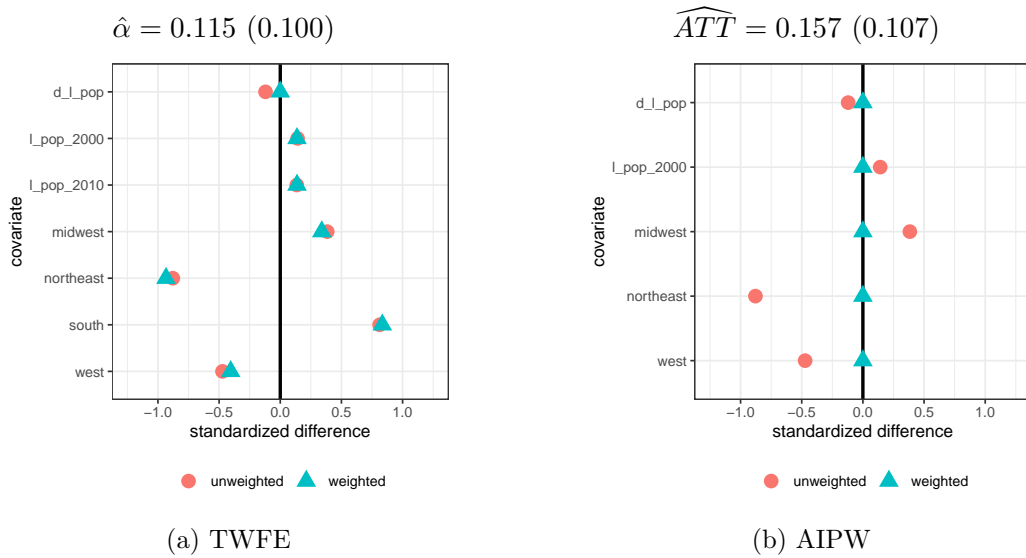 α̂ = 0.115 (0.100)
d_l_pop
l_pop_2000
l_pop_2010
midwest
northeast
south
west
covariate
−1.0 −0.5 0.0 0.5 1.0
standardized difference
unweighted weighted
(a) TWFE
ÂTT = 0.157 (0.107)
d_l_pop
l_pop_2000
midwest
northeast
west
covariate
−1.0 −0.5 0.0 0.5 1.0
standardized difference
unweighted weighted
(b) AIPW